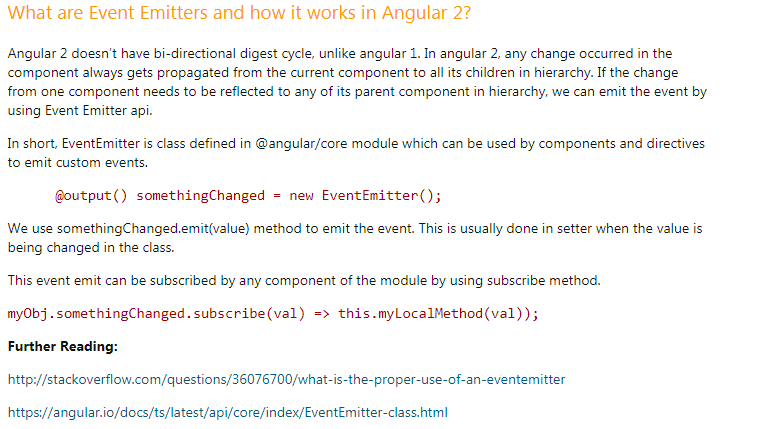 What are Event Emitters and how it works in Angular 2?
Angular 2 doesn't have bi-directional digest cycle, unlike angular 1. In angular 2, any change occurred in the
component always gets propagated from the current component to all its children in hierarchy. If the change
from one component needs to be reflected to any of its parent component in hierarchy, we can emit the event by
using Event Emitter api.
In short, EventEmitter is class defined in @angular/core module which can be used by components and directives
to emit custom events.
@output() somethingChanged = new EventEmitter();
We use somethingChanged.emit(value) method to emit the event. This is usually done in setter when the value is
being changed in the class.
This event emit can be subscribed by any component of the module by using subscribe method.
myObj.somethingChanged.subscribe(val) => this.myLocalMethod(val));
Further Reading:
http://stackoverflow.com/questions/36076700/what-is-the-proper-use-of-an-eventemitter
https://angular.io/docs/ts/latest/api/core/index/EventEmitter-class.html